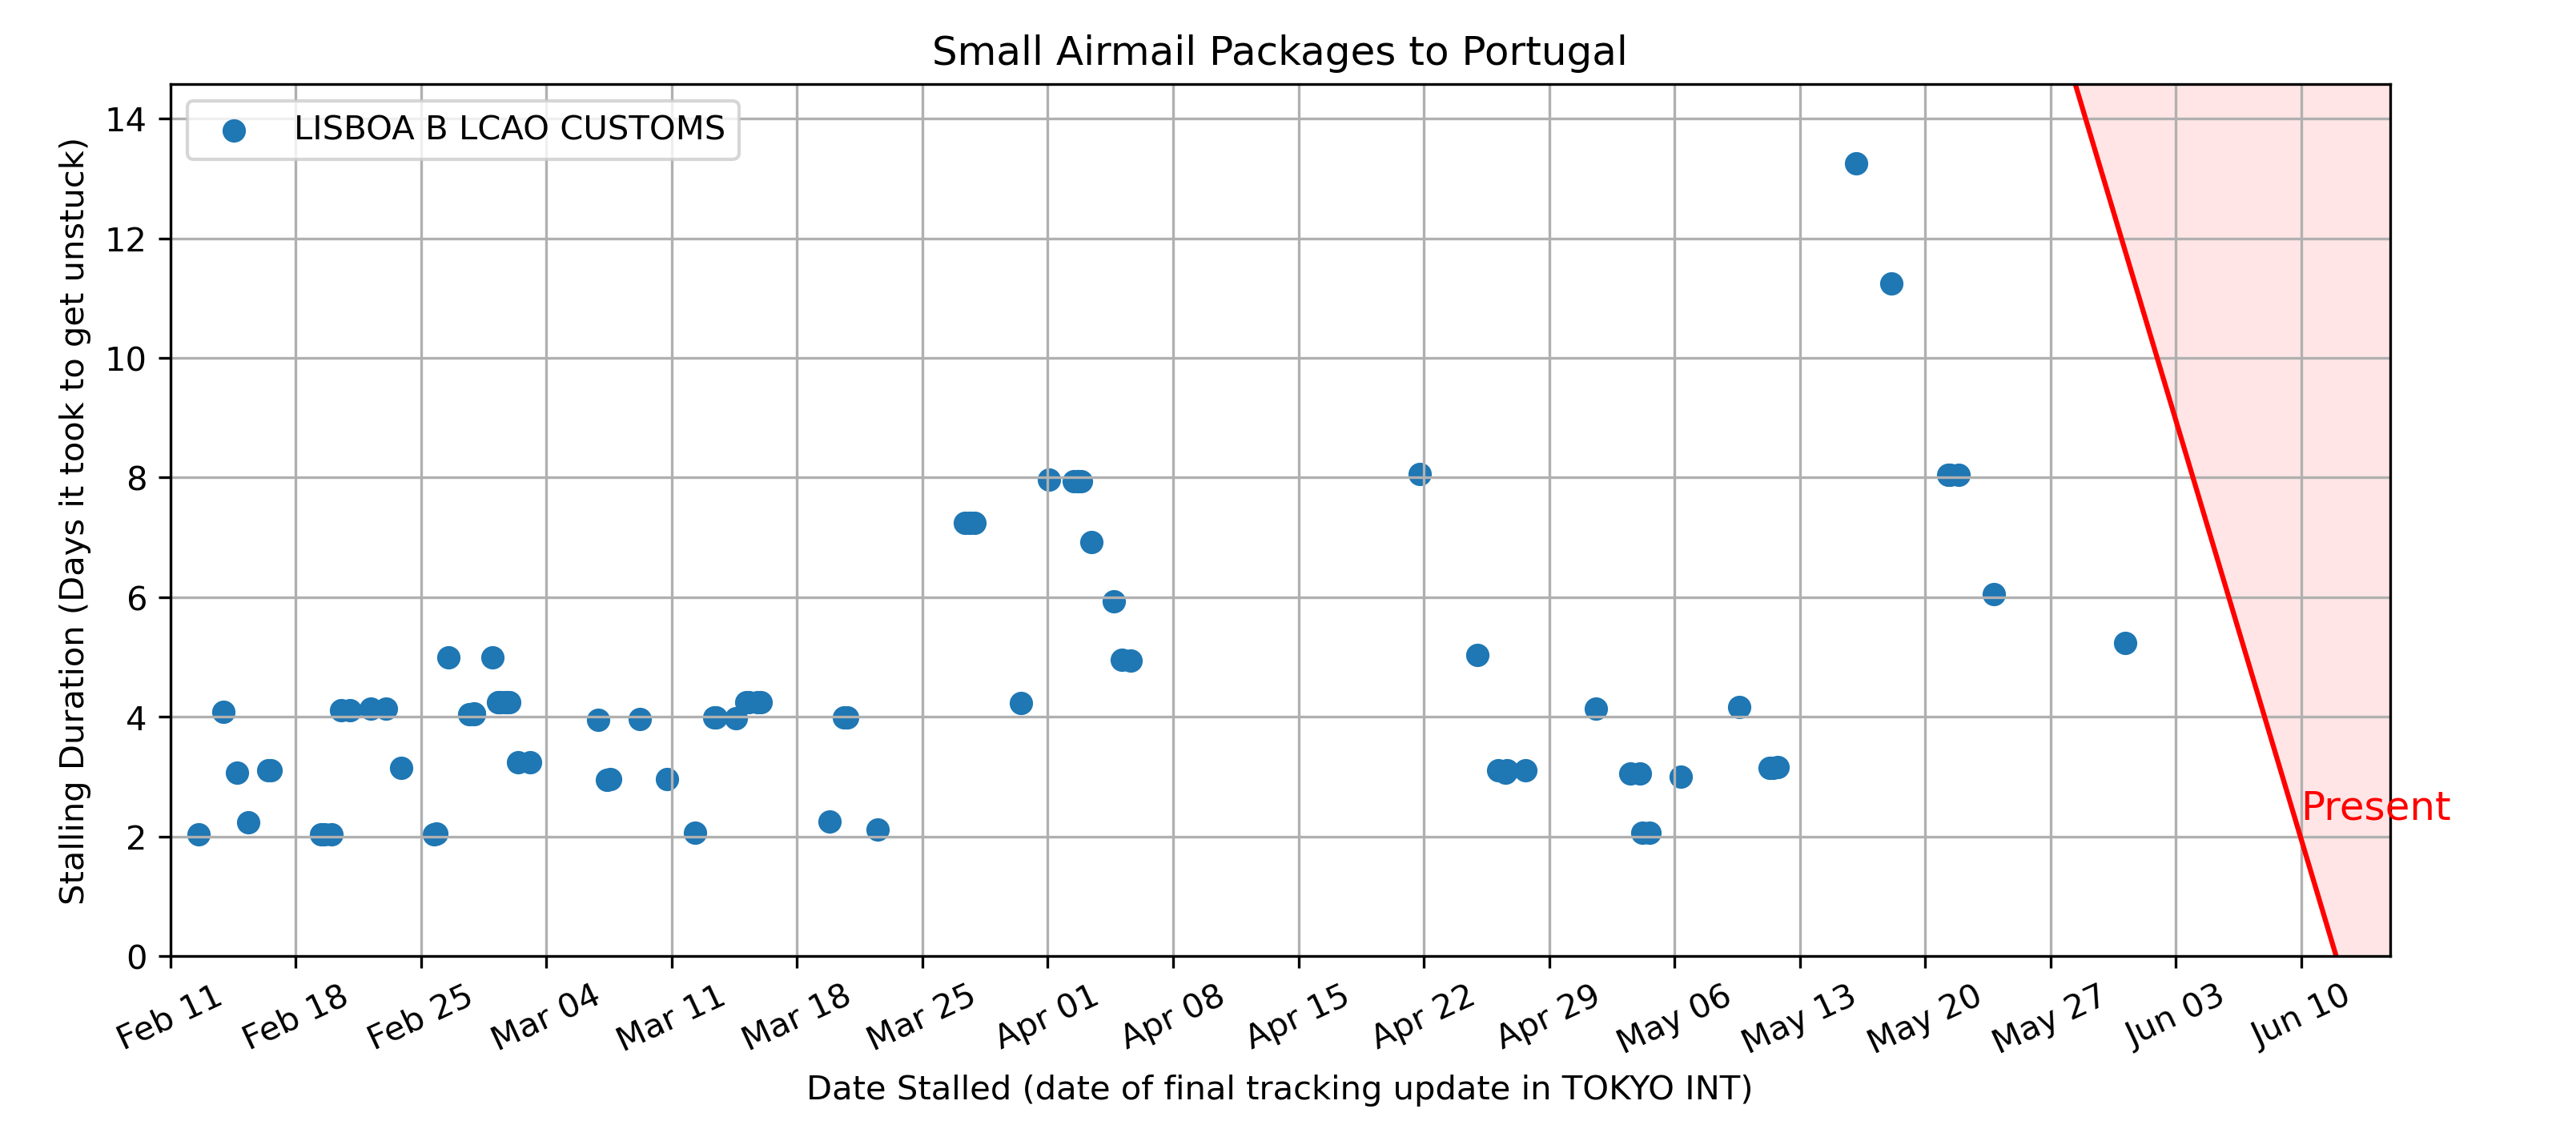 Small Airmail Packages to Portugal
LISBOA B LCAO CUSTOMS
Stalling Duration (Days it took to get unstuck)
14
12
10
8
6
4
2
0
Present
Feb 11
Feb 18
Feb 25
Mar 04
Mar 11
Mar 18
Mar 25
Apr 01
Apr 08
Apr 15
Apr 22
Apr 29
May 06
May 13
May 20
May 27
Jun 03
Jun 10
Date Stalled (date of final tracking update in TOKYO INT)